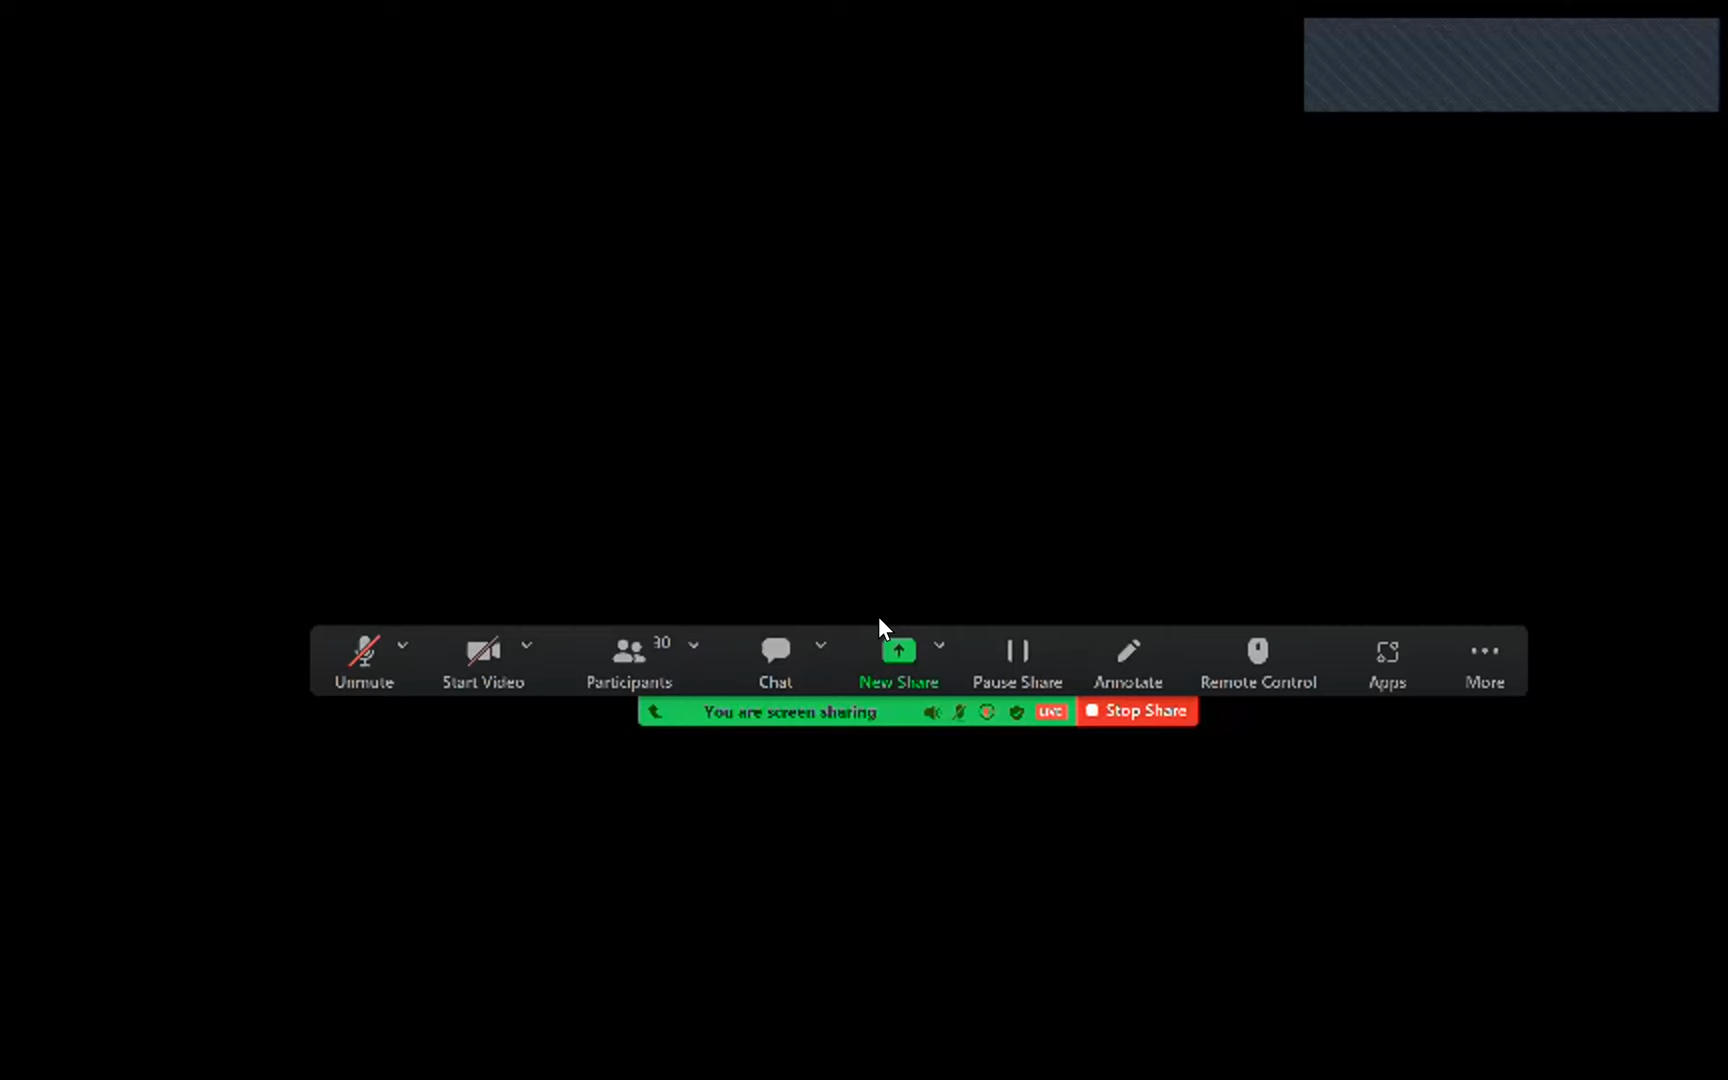 30
Unmute Start Video Participants Chat New Share Pause Share Annotate Remote Control Apps More
You are screen sharing LIVE Stop Share